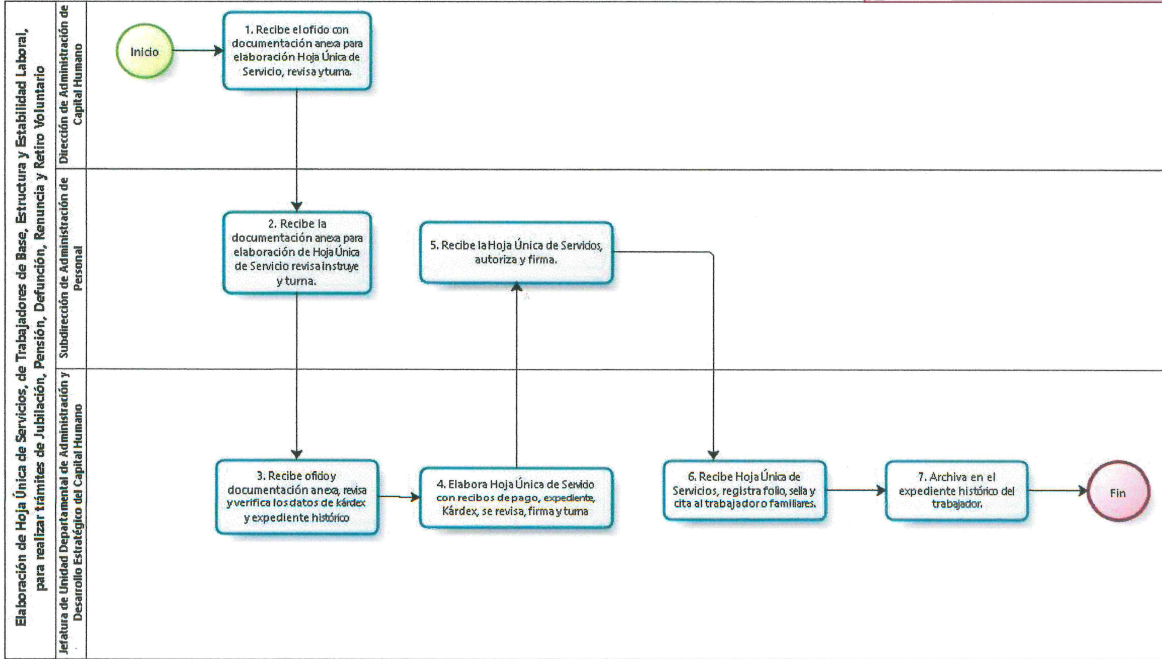 Elaboración de Hoja Única de Servicios, de Trabajadores de Base, Estructura y Estabilidad Laboral,
para realizar trámites de Jubilación, Pensión, Defunción, Renuncia y Retiro Voluntario
Dirección de Administración de
Capital Humano
Inicio
1. Recibe el oficio con
documentación anexa para
elaboración Hoja Única de
Servicio, revisa y turna.
Subdirección de Administración de
Personal
2. Recibe la
documentación anexa para
elaboración de Hoja Única
de Servicio revisa instruye
y turna.
5. Recibe la Hoja Única de Servicios,
autoriza y firma.
Jefatura de Unidad Departamental de Administración y
Desarrollo Estratégico del Capital Humano
3. Recibe oficio y
documentación anexa, revisa
y verifica los datos de kárdex
y expediente histórico
4. Elabora Hoja Única de Servicio
con recibos de pago, expediente,
Kárdex, se revisa, firma y turna
6. Recibe Hoja Única de
Servicios, registra folio, sella y
cita al trabajador o familiares.
7. Archiva en el
expediente histórico del
trabajador.
Fin